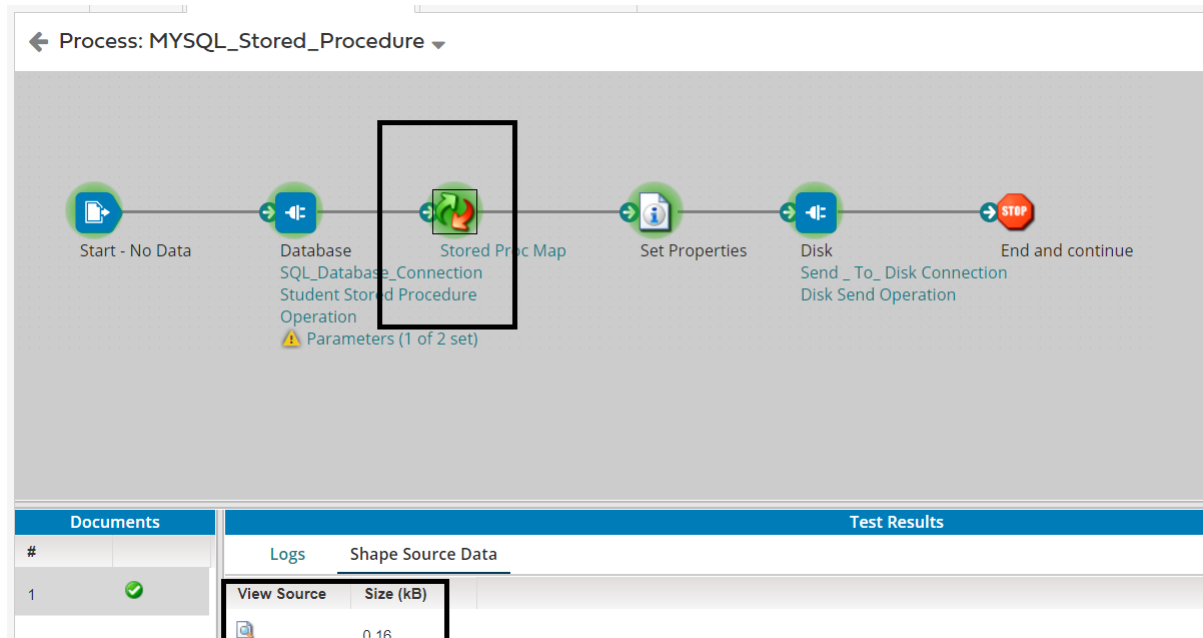 Process: MYSQL_Stored_Procedure
Start - No Data
Database
SQL_Database_Connection
Student Stored Procedure
Operation
Parameters (1 of 2 set)
Stored Proc Map
Set Properties
Disk
Send _ To_ Disk Connection
Disk Send Operation
STOP
End and continue
Documents
#
1
Test Results
Logs Shape Source Data
View Source Size (kB)
0.16